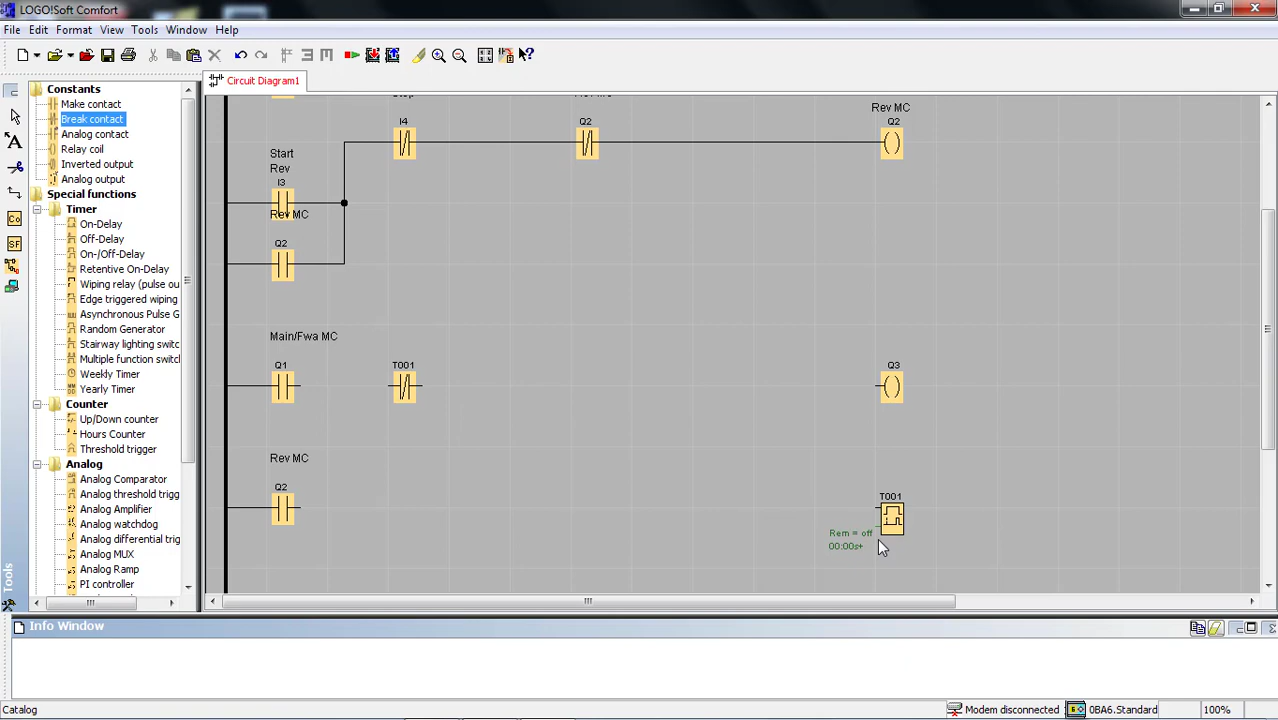 LOGO!Soft Comfort
File Edit Format View Tools Window Help
Circuit Diagram1
Constants
Make contact
Break contact
Analog contact
Relay coil
Inverted output
Analog output
Special functions
Timer
On-Delay
Off-Delay
On-/Off-Delay
Retentive On-Delay
Wiping relay (pulse ou
Edge triggered wiping
Asynchronous Pulse G
Random Generator
Stairway lighting switc
Multiple function switc
Weekly Timer
Yearly Timer
Counter
Up/Down counter
Hours Counter
Threshold trigger
Analog
Analog Comparator
Analog threshold trigg
Analog Amplifier
Analog watchdog
Analog differential trig
Analog MUX
Analog Ramp
PI controller
Tools
Co
SF
Rev MC
I4
Q2
Q2
Start
Rev
I3
Rev MC
Q2
Main/Fwa MC
Q1
T001
Q3
Rev MC
Q2
T001
Rem = off
00:00s+
Info Window
Catalog
Modem disconnected
0BA6.Standard
100%